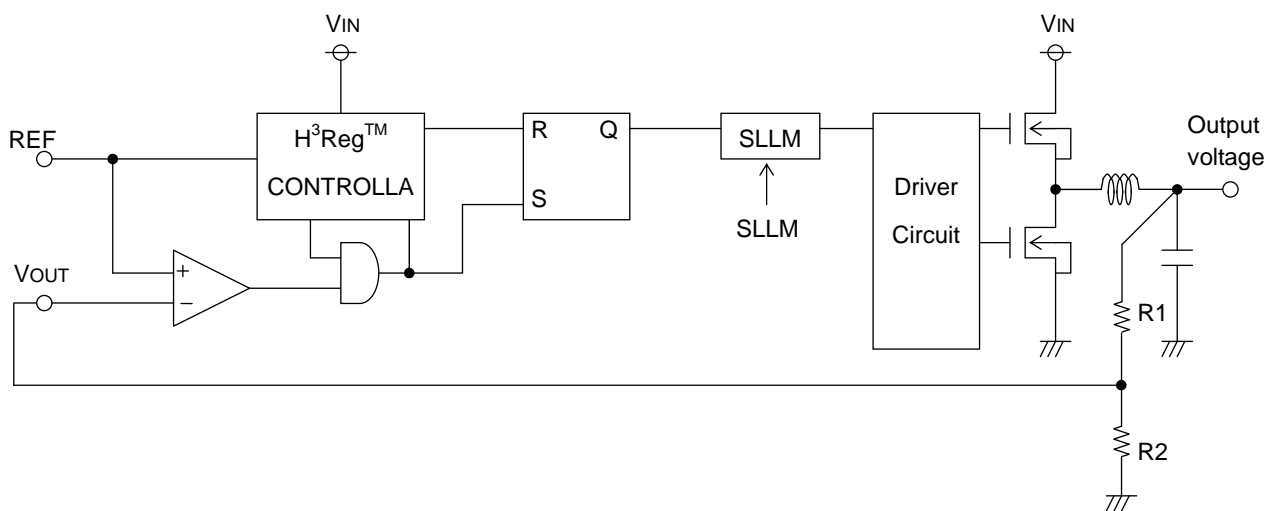 VIN
VIN
REF
H³Reg™
CONTROLLA
R
Q
S
SLLM
SLLM
Driver
Circuit
Output
voltage
VOUT
+
−
R1
R2